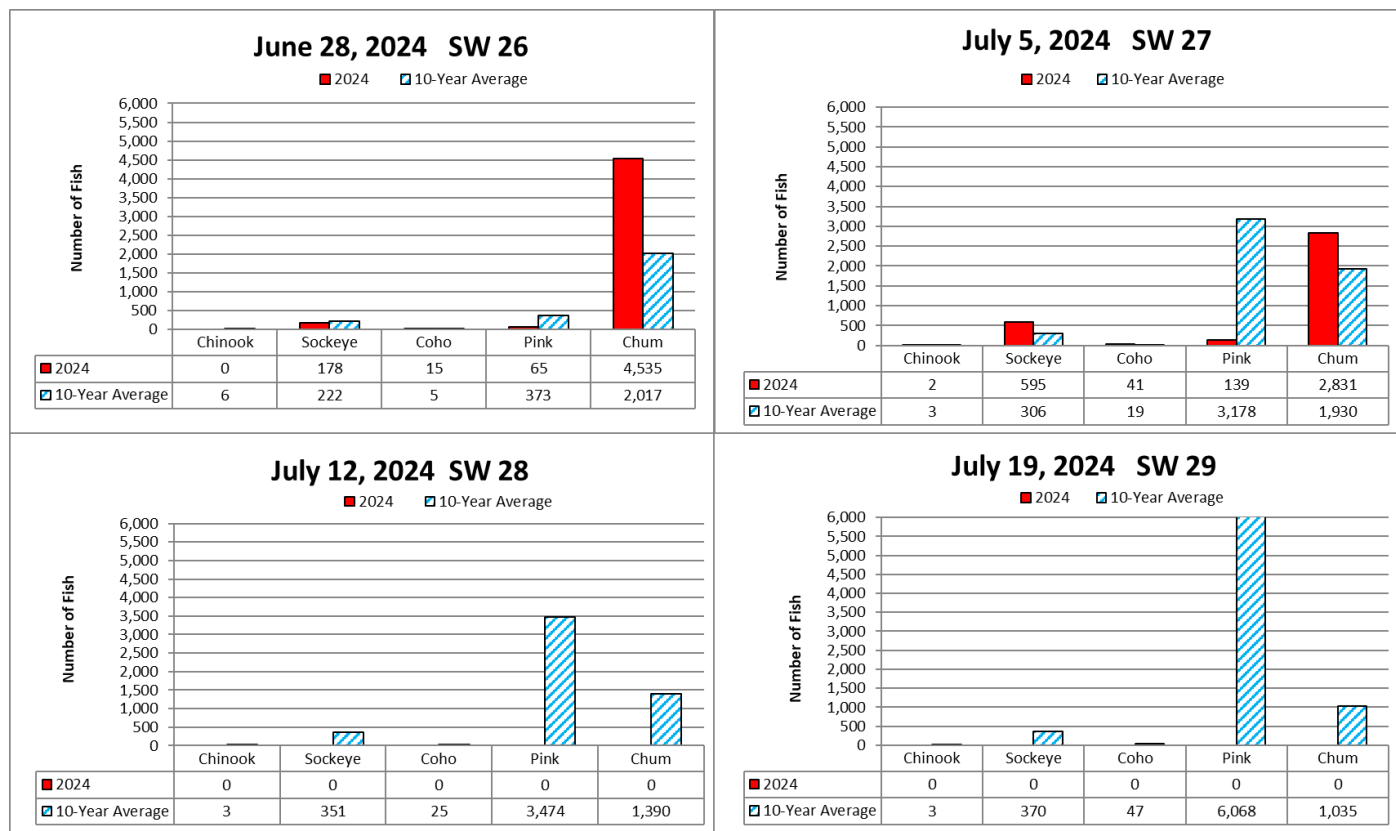 June 28, 2024 SW 26
2024 10-Year Average
6,000
5,500
5,000
4,500
4,000
3,500
3,000
2,500
2,000
1,500
1,000
500
0
Number of Fish
Chinook Sockeye Coho Pink Chum
2024 0 178 15 65 4,535
10-Year Average 6 222 5 373 2,017
July 5, 2024 SW 27
2024 10-Year Average
6,000
5,500
5,000
4,500
4,000
3,500
3,000
2,500
2,000
1,500
1,000
500
0
Number of Fish
Chinook Sockeye Coho Pink Chum
2024 2 595 41 139 2,831
10-Year Average 3 306 19 3,178 1,930
July 12, 2024 SW 28
2024 10-Year Average
6,000
5,500
5,000
4,500
4,000
3,500
3,000
2,500
2,000
1,500
1,000
500
0
Number of Fish
Chinook Sockeye Coho Pink Chum
2024 0 0 0 0 0
10-Year Average 3 351 25 3,474 1,390
July 19, 2024 SW 29
2024 10-Year Average
6,000
5,500
5,000
4,500
4,000
3,500
3,000
2,500
2,000
1,500
1,000
500
0
Number of Fish
Chinook Sockeye Coho Pink Chum
2024 0 0 0 0 0
10-Year Average 3 370 47 6,068 1,035